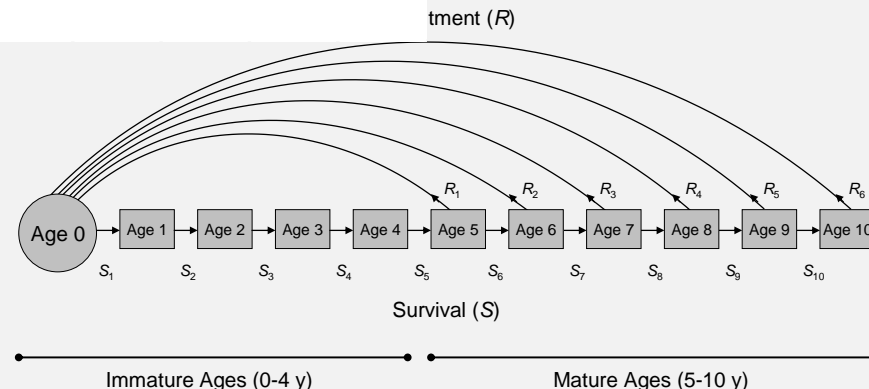 tment (R)
R1 R2 R3 R4 R5 R6
Age 0 Age 1 Age 2 Age 3 Age 4 Age 5 Age 6 Age 7 Age 8 Age 9 Age 10
S1 S2 S3 S4 S5 S6 S7 S8 S9 S10
Survival (S)
Immature Ages (0-4 y) Mature Ages (5-10 y)